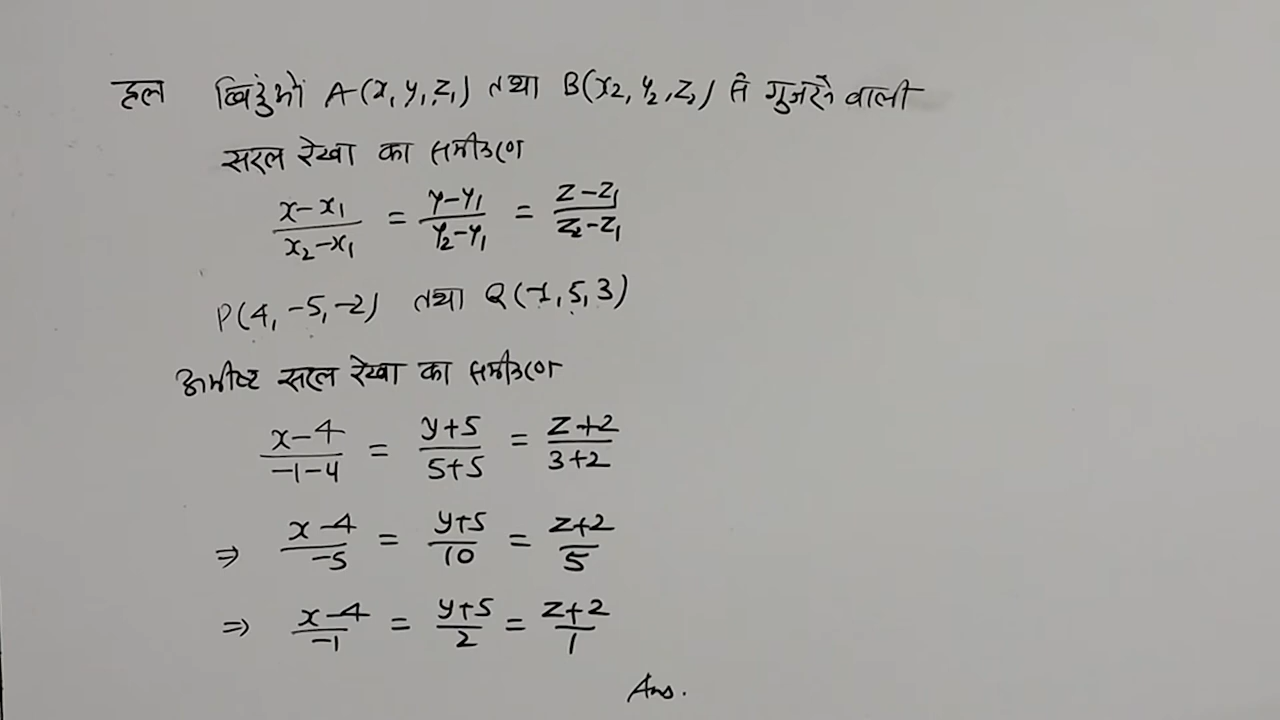 हल बिंदुओ A(x₁ y₁, z₁) तथा B(x₂, y₂, z₂) से गुजरने वाली
सरल रेखा का समीकरण
(x-x₁)/(x₂-x₁) = (y-y₁)/(y₂-y₁) = (z-z₁)/(z₂-z₁)
P(4, -5, -2) तथा Q(-1, 5, 3)
अभीष्ट सरल रेखा का समीकरण
(x-4)/(-1-4) = (y+5)/(5+5) = (z+2)/(3+2)
⇒ (x-4)/(-5) = (y+5)/10 = (z+2)/5
⇒ (x-4)/(-1) = (y+5)/2 = (z+2)/1
Ans.